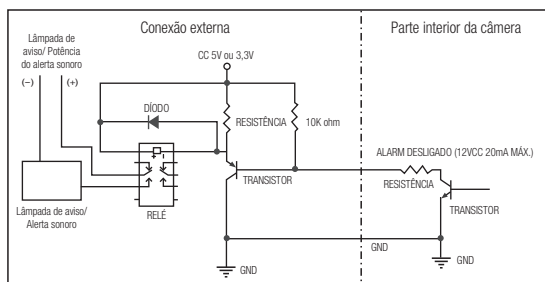 Conexão externa
Parte interior da câmera
Lâmpada de
aviso/ Potência
do alerta sonoro
(−)
(+)
CC 5V ou 3,3V
DÍODO
RESISTÊNCIA
10K ohm
ALARM DESLIGADO (12VCC 20mA MÁX.)
RESISTÊNCIA
TRANSISTOR
TRANSISTOR
Lâmpada de aviso/
Alerta sonoro
RELÉ
GND
GND
GND